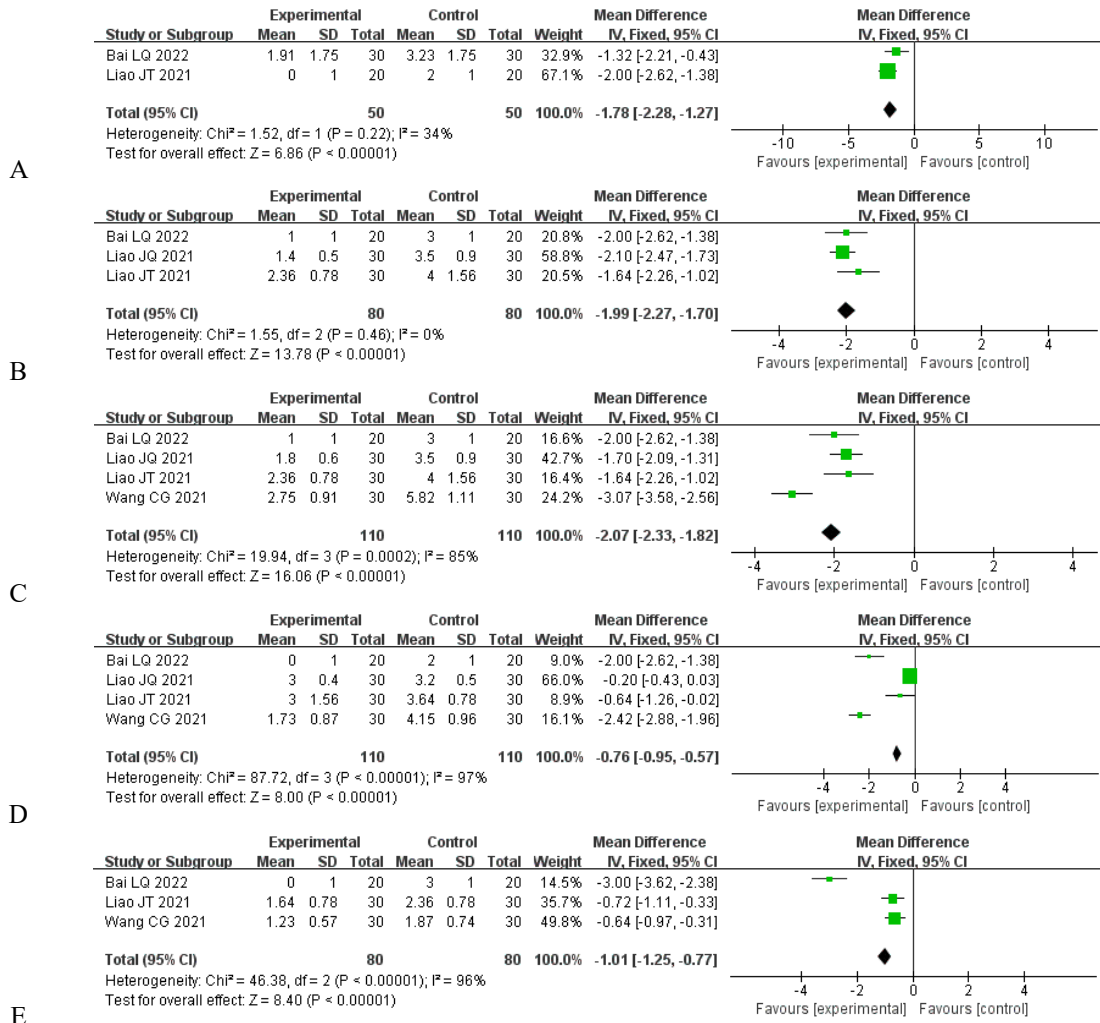 Experimental Control Mean Difference Mean Difference
Study or Subgroup Mean SD Total Mean SD Total Weight IV, Fixed, 95% CI IV, Fixed, 95% CI
Bai LQ 2022 1.91 1.75 30 3.23 1.75 30 32.9% -1.32 [-2.21, -0.43]
Liao JT 2021 0 1 20 2 1 20 67.1% -2.00 [-2.62, -1.38]
Total (95% CI) 50 50 100.0% -1.78 [-2.28, -1.27]
Heterogeneity: Chi² = 1.52, df = 1 (P = 0.22); I² = 34%
Test for overall effect: Z = 6.86 (P < 0.00001)
-10 -5 0 5 10
Favours [experimental] Favours [control]
A
Experimental Control Mean Difference Mean Difference
Study or Subgroup Mean SD Total Mean SD Total Weight IV, Fixed, 95% CI IV, Fixed, 95% CI
Bai LQ 2022 1 1 20 3 1 20 20.8% -2.00 [-2.62, -1.38]
Liao JQ 2021 1.4 0.5 30 3.5 0.9 30 58.8% -2.10 [-2.47, -1.73]
Liao JT 2021 2.36 0.78 30 4 1.56 30 20.5% -1.64 [-2.26, -1.02]
Total (95% CI) 80 80 100.0% -1.99 [-2.27, -1.70]
Heterogeneity: Chi² = 1.55, df = 2 (P = 0.46); I² = 0%
Test for overall effect: Z = 13.78 (P < 0.00001)
-4 -2 0 2 4
Favours [experimental] Favours [control]
B
Experimental Control Mean Difference Mean Difference
Study or Subgroup Mean SD Total Mean SD Total Weight IV, Fixed, 95% CI IV, Fixed, 95% CI
Bai LQ 2022 1 1 20 3 1 20 16.6% -2.00 [-2.62, -1.38]
Liao JQ 2021 1.8 0.6 30 3.5 0.9 30 42.7% -1.70 [-2.09, -1.31]
Liao JT 2021 2.36 0.78 30 4 1.56 30 16.4% -1.64 [-2.26, -1.02]
Wang CG 2021 2.75 0.91 30 5.82 1.11 30 24.2% -3.07 [-3.58, -2.56]
Total (95% CI) 110 110 100.0% -2.07 [-2.33, -1.82]
Heterogeneity: Chi² = 19.94, df = 3 (P = 0.0002); I² = 85%
Test for overall effect: Z = 16.06 (P < 0.00001)
-4 -2 0 2 4
Favours [experimental] Favours [control]
C
Experimental Control Mean Difference Mean Difference
Study or Subgroup Mean SD Total Mean SD Total Weight IV, Fixed, 95% CI IV, Fixed, 95% CI
Bai LQ 2022 0 1 20 2 1 20 9.0% -2.00 [-2.62, -1.38]
Liao JQ 2021 3 0.4 30 3.2 0.5 30 66.0% -0.20 [-0.43, 0.03]
Liao JT 2021 3 1.56 30 3.64 0.78 30 8.9% -0.64 [-1.26, -0.02]
Wang CG 2021 1.73 0.87 30 4.15 0.96 30 16.1% -2.42 [-2.88, -1.96]
Total (95% CI) 110 110 100.0% -0.76 [-0.95, -0.57]
Heterogeneity: Chi² = 87.72, df = 3 (P < 0.00001); I² = 97%
Test for overall effect: Z = 8.00 (P < 0.00001)
-4 -2 0 2 4
Favours [experimental] Favours [control]
D
Experimental Control Mean Difference Mean Difference
Study or Subgroup Mean SD Total Mean SD Total Weight IV, Fixed, 95% CI IV, Fixed, 95% CI
Bai LQ 2022 0 1 20 3 1 20 14.5% -3.00 [-3.62, -2.38]
Liao JT 2021 1.64 0.78 30 2.36 0.78 30 35.7% -0.72 [-1.11, -0.33]
Wang CG 2021 1.23 0.57 30 1.87 0.74 30 49.8% -0.64 [-0.97, -0.31]
Total (95% CI) 80 80 100.0% -1.01 [-1.25, -0.77]
Heterogeneity: Chi² = 46.38, df = 2 (P < 0.00001); I² = 96%
Test for overall effect: Z = 8.40 (P < 0.00001)
-4 -2 0 2 4
Favours [experimental] Favours [control]
E